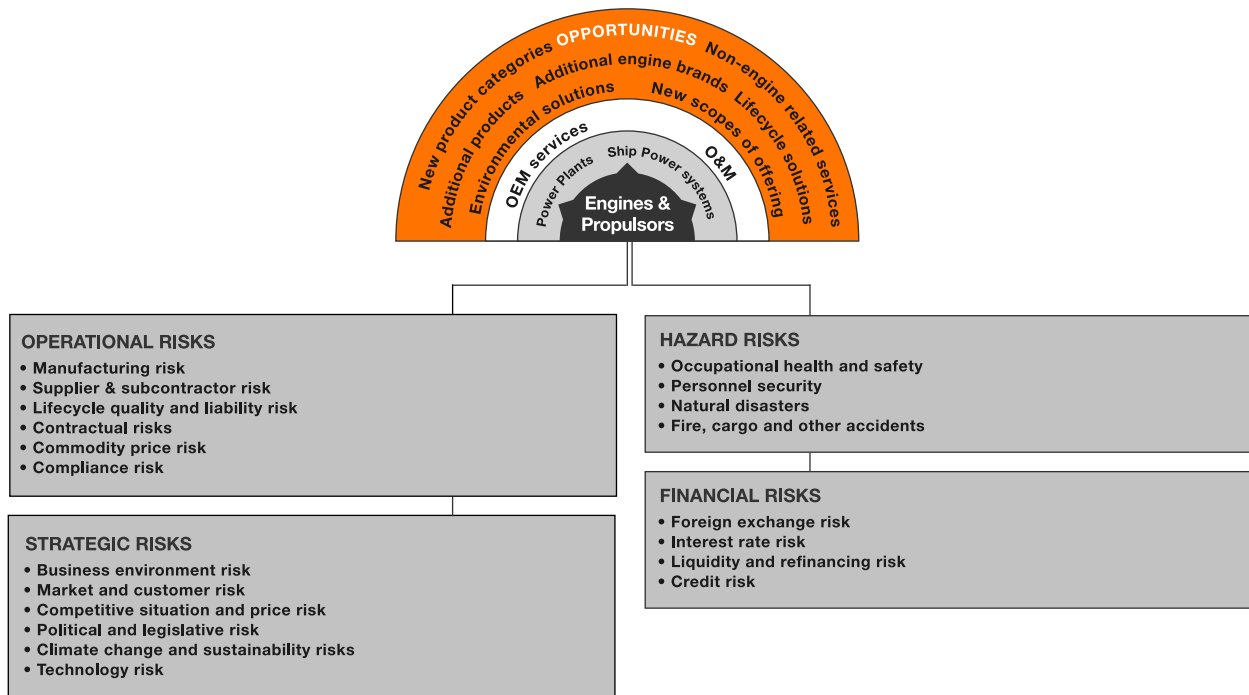 OPPORTUNITIES
New product categories
Non-engine related services
Additional products
Additional engine brands
Lifecycle solutions
Environmental solutions
New scopes of offering
OEM services
O&M
Power Plants
Ship Power systems
Engines &
Propulsors
OPERATIONAL RISKS
• Manufacturing risk
• Supplier & subcontractor risk
• Lifecycle quality and liability risk
• Contractual risks
• Commodity price risk
• Compliance risk
HAZARD RISKS
• Occupational health and safety
• Personnel security
• Natural disasters
• Fire, cargo and other accidents
STRATEGIC RISKS
• Business environment risk
• Market and customer risk
• Competitive situation and price risk
• Political and legislative risk
• Climate change and sustainability risks
• Technology risk
FINANCIAL RISKS
• Foreign exchange risk
• Interest rate risk
• Liquidity and refinancing risk
• Credit risk